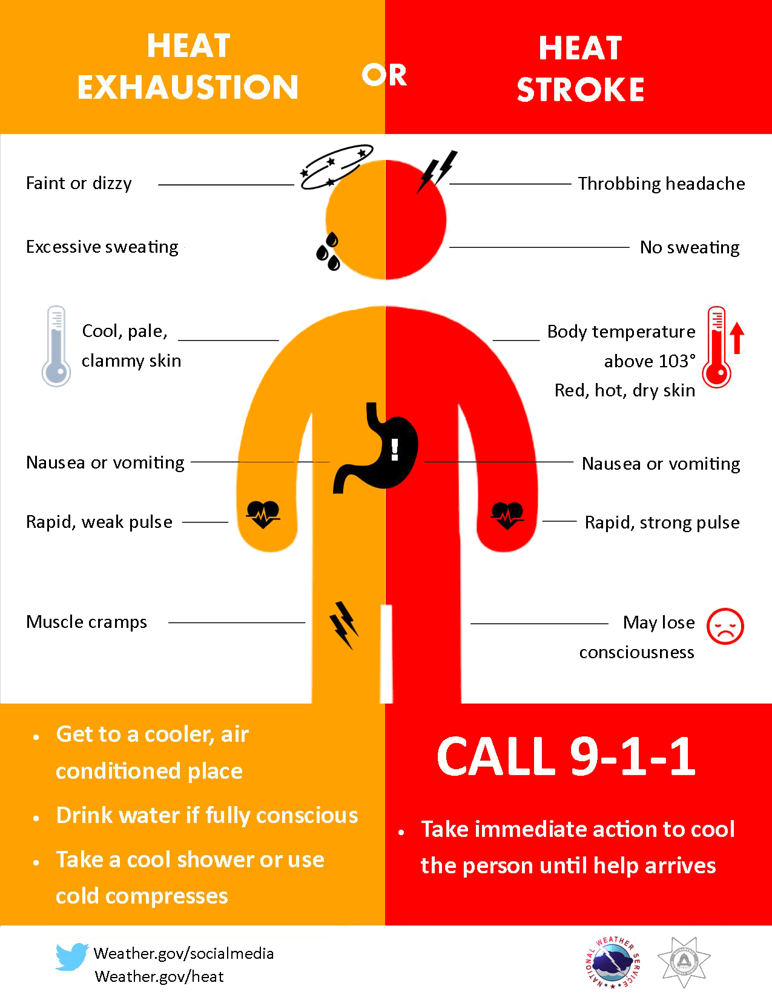 HEAT
EXHAUSTION
OR
HEAT
STROKE
Faint or dizzy
Throbbing headache
Excessive sweating
No sweating
Cool, pale,
clammy skin
Body temperature
above 103°
Red, hot, dry skin
!
Nausea or vomiting
Nausea or vomiting
Rapid, weak pulse
Rapid, strong pulse
Muscle cramps
May lose
consciousness
• Get to a cooler, air
conditioned place
• Drink water if fully conscious
• Take a cool shower or use
cold compresses
CALL 9-1-1
• Take immediate action to cool
the person until help arrives
Weather.gov/socialmedia
Weather.gov/heat
NATIONAL WEATHER SERVICE